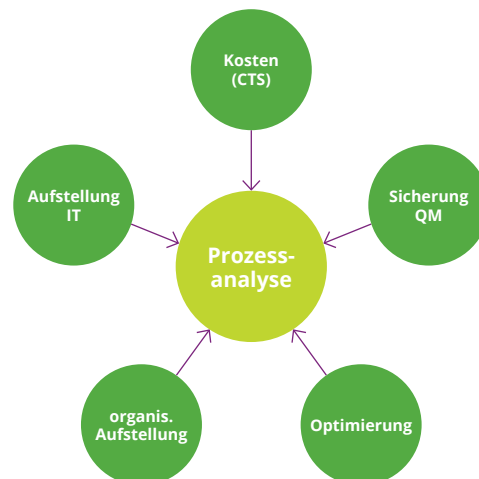 Kosten
(CTS)
Aufstellung
IT
Sicherung
QM
Prozess-
analyse
organis.
Aufstellung
Optimierung